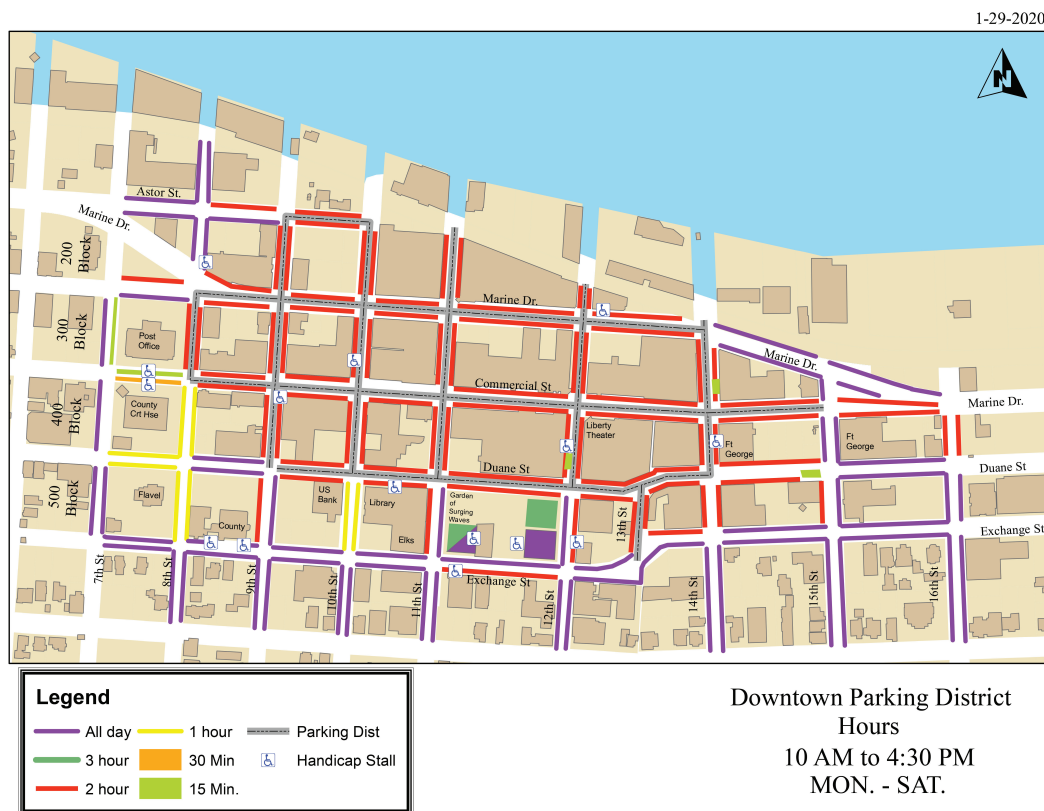 1-29-2020
N
Astor St.
Marine Dr.
200
Block
300
Block
400
Block
500
Block
Post
Office
County
Crt Hse
Flavel
County
US
Bank
Library
Elks
Garden
of
Surging
Waves
Marine Dr.
Commercial St.
Duane St
Liberty
Theater
Ft
George
Marine Dr.
Ft
George
Marine Dr.
Duane St
Exchange St
Exchange St
7th St
8th St
9th St
10th St
11th St
12th St
13th St
14th St
15th St
16th St
Legend
All day
3 hour
2 hour
1 hour
30 Min
15 Min.
Parking Dist
Handicap Stall
Downtown Parking District
Hours
10 AM to 4:30 PM
MON. - SAT.